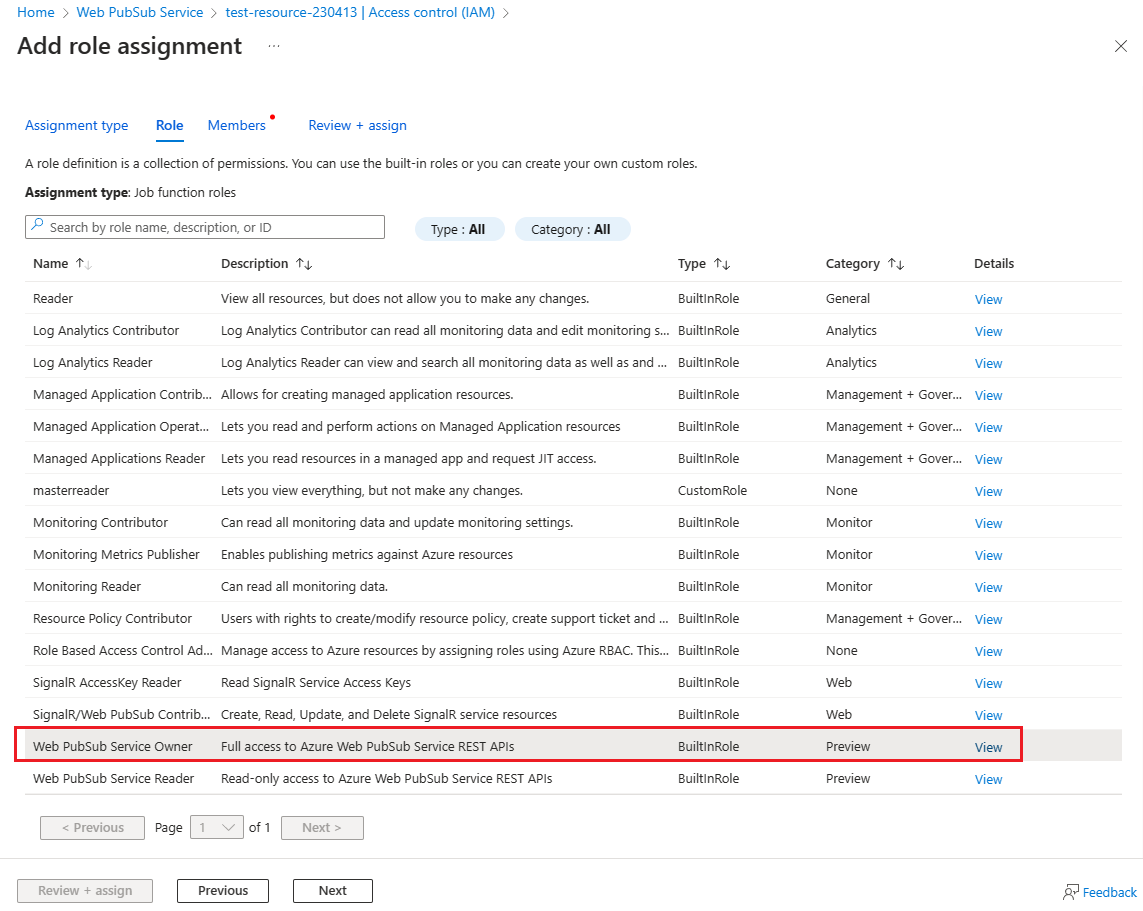 Home > Web PubSub Service > test-resource-230413 | Access control (IAM) >
Add role assignment ...
Assignment type Role Members Review + assign
A role definition is a collection of permissions. You can use the built-in roles or you can create your own custom roles.
Assignment type: Job function roles
Search by role name, description, or ID Type : All Category : All
Name ↑↓ Description ↑↓ Type ↑↓ Category ↑↓ Details
Reader View all resources, but does not allow you to make any changes. BuiltInRole General View
Log Analytics Contributor Log Analytics Contributor can read all monitoring data and edit monitoring s... BuiltInRole Analytics View
Log Analytics Reader Log Analytics Reader can view and search all monitoring data as well as and ... BuiltInRole Analytics View
Managed Application Contrib... Allows for creating managed application resources. BuiltInRole Management + Gover... View
Managed Application Operat... Lets you read and perform actions on Managed Application resources BuiltInRole Management + Gover... View
Managed Applications Reader Lets you read resources in a managed app and request JIT access. BuiltInRole Management + Gover... View
masterreader Lets you view everything, but not make any changes. CustomRole None View
Monitoring Contributor Can read all monitoring data and update monitoring settings. BuiltInRole Monitor View
Monitoring Metrics Publisher Enables publishing metrics against Azure resources BuiltInRole Monitor View
Monitoring Reader Can read all monitoring data. BuiltInRole Monitor View
Resource Policy Contributor Users with rights to create/modify resource policy, create support ticket and ... BuiltInRole Management + Gover... View
Role Based Access Control Ad... Manage access to Azure resources by assigning roles using Azure RBAC. This... BuiltInRole None View
SignalR AccessKey Reader Read SignalR Service Access Keys BuiltInRole Web View
SignalR/Web PubSub Contrib... Create, Read, Update, and Delete SignalR service resources BuiltInRole Web View
Web PubSub Service Owner Full access to Azure Web PubSub Service REST APIs BuiltInRole Preview View
Web PubSub Service Reader Read-only access to Azure Web PubSub Service REST APIs BuiltInRole Preview View
< Previous Page 1 of 1 Next >
Review + assign Previous Next Feedback